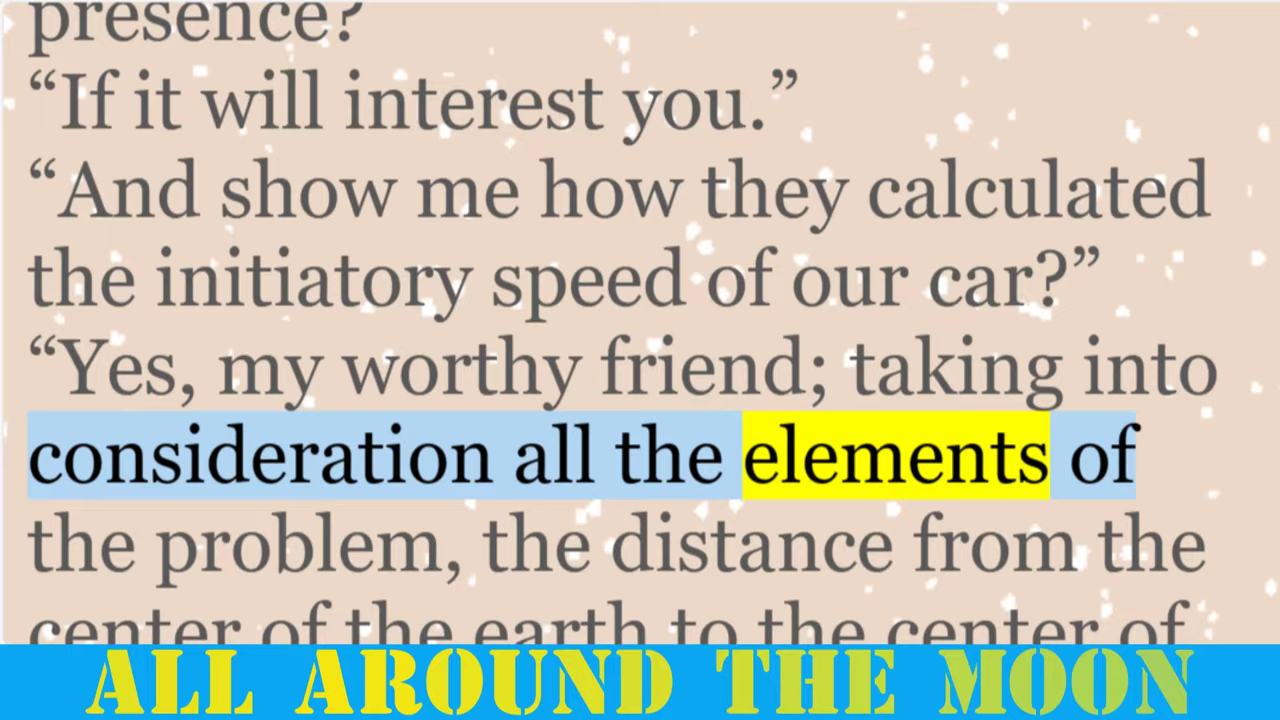 presence?
“If it will interest you.”
“And show me how they calculated
the initiatory speed of our car?”
“Yes, my worthy friend; taking into
consideration all the elements of
the problem, the distance from the
center of the earth to the center of
ALL AROUND THE MOON